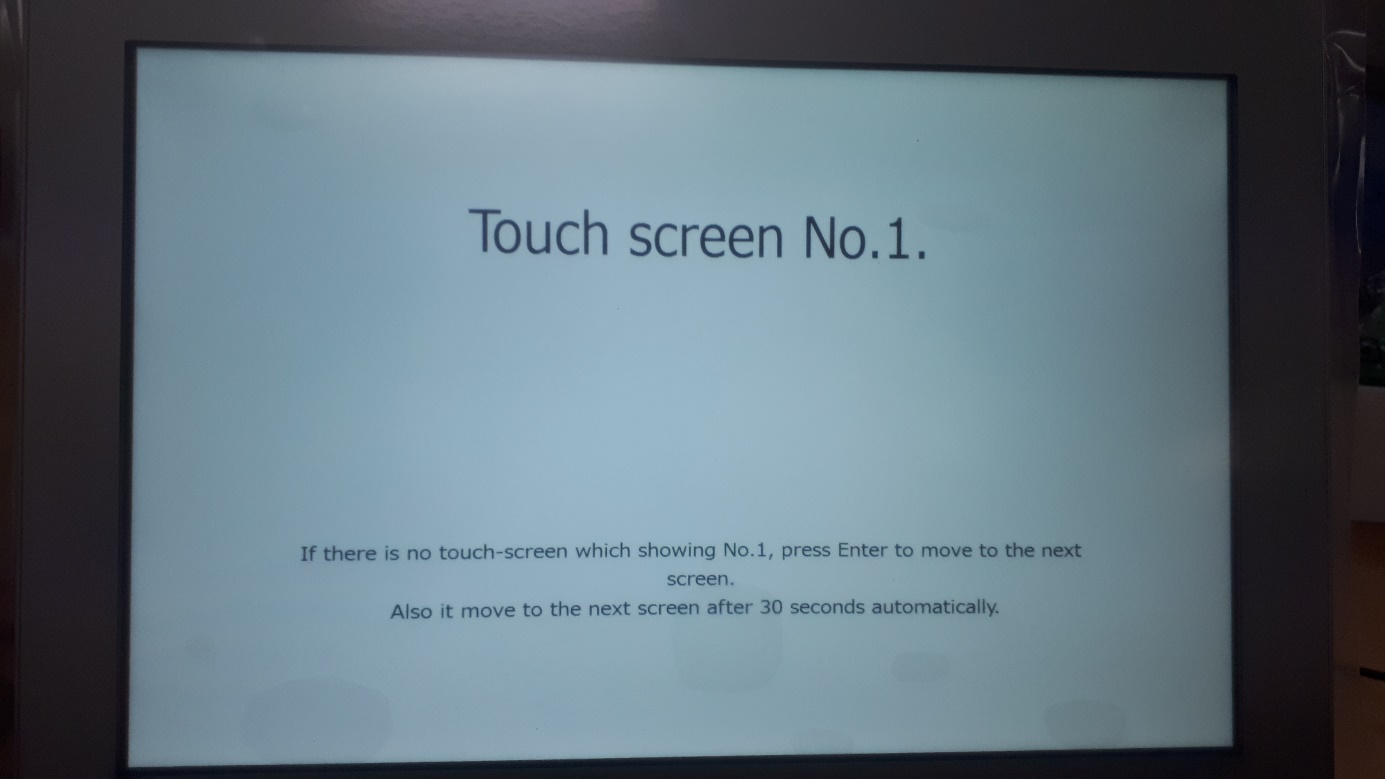 Touch screen No.1.
If there is no touch-screen which showing No.1, press Enter to move to the next
screen.
Also it move to the next screen after 30 seconds automatically.